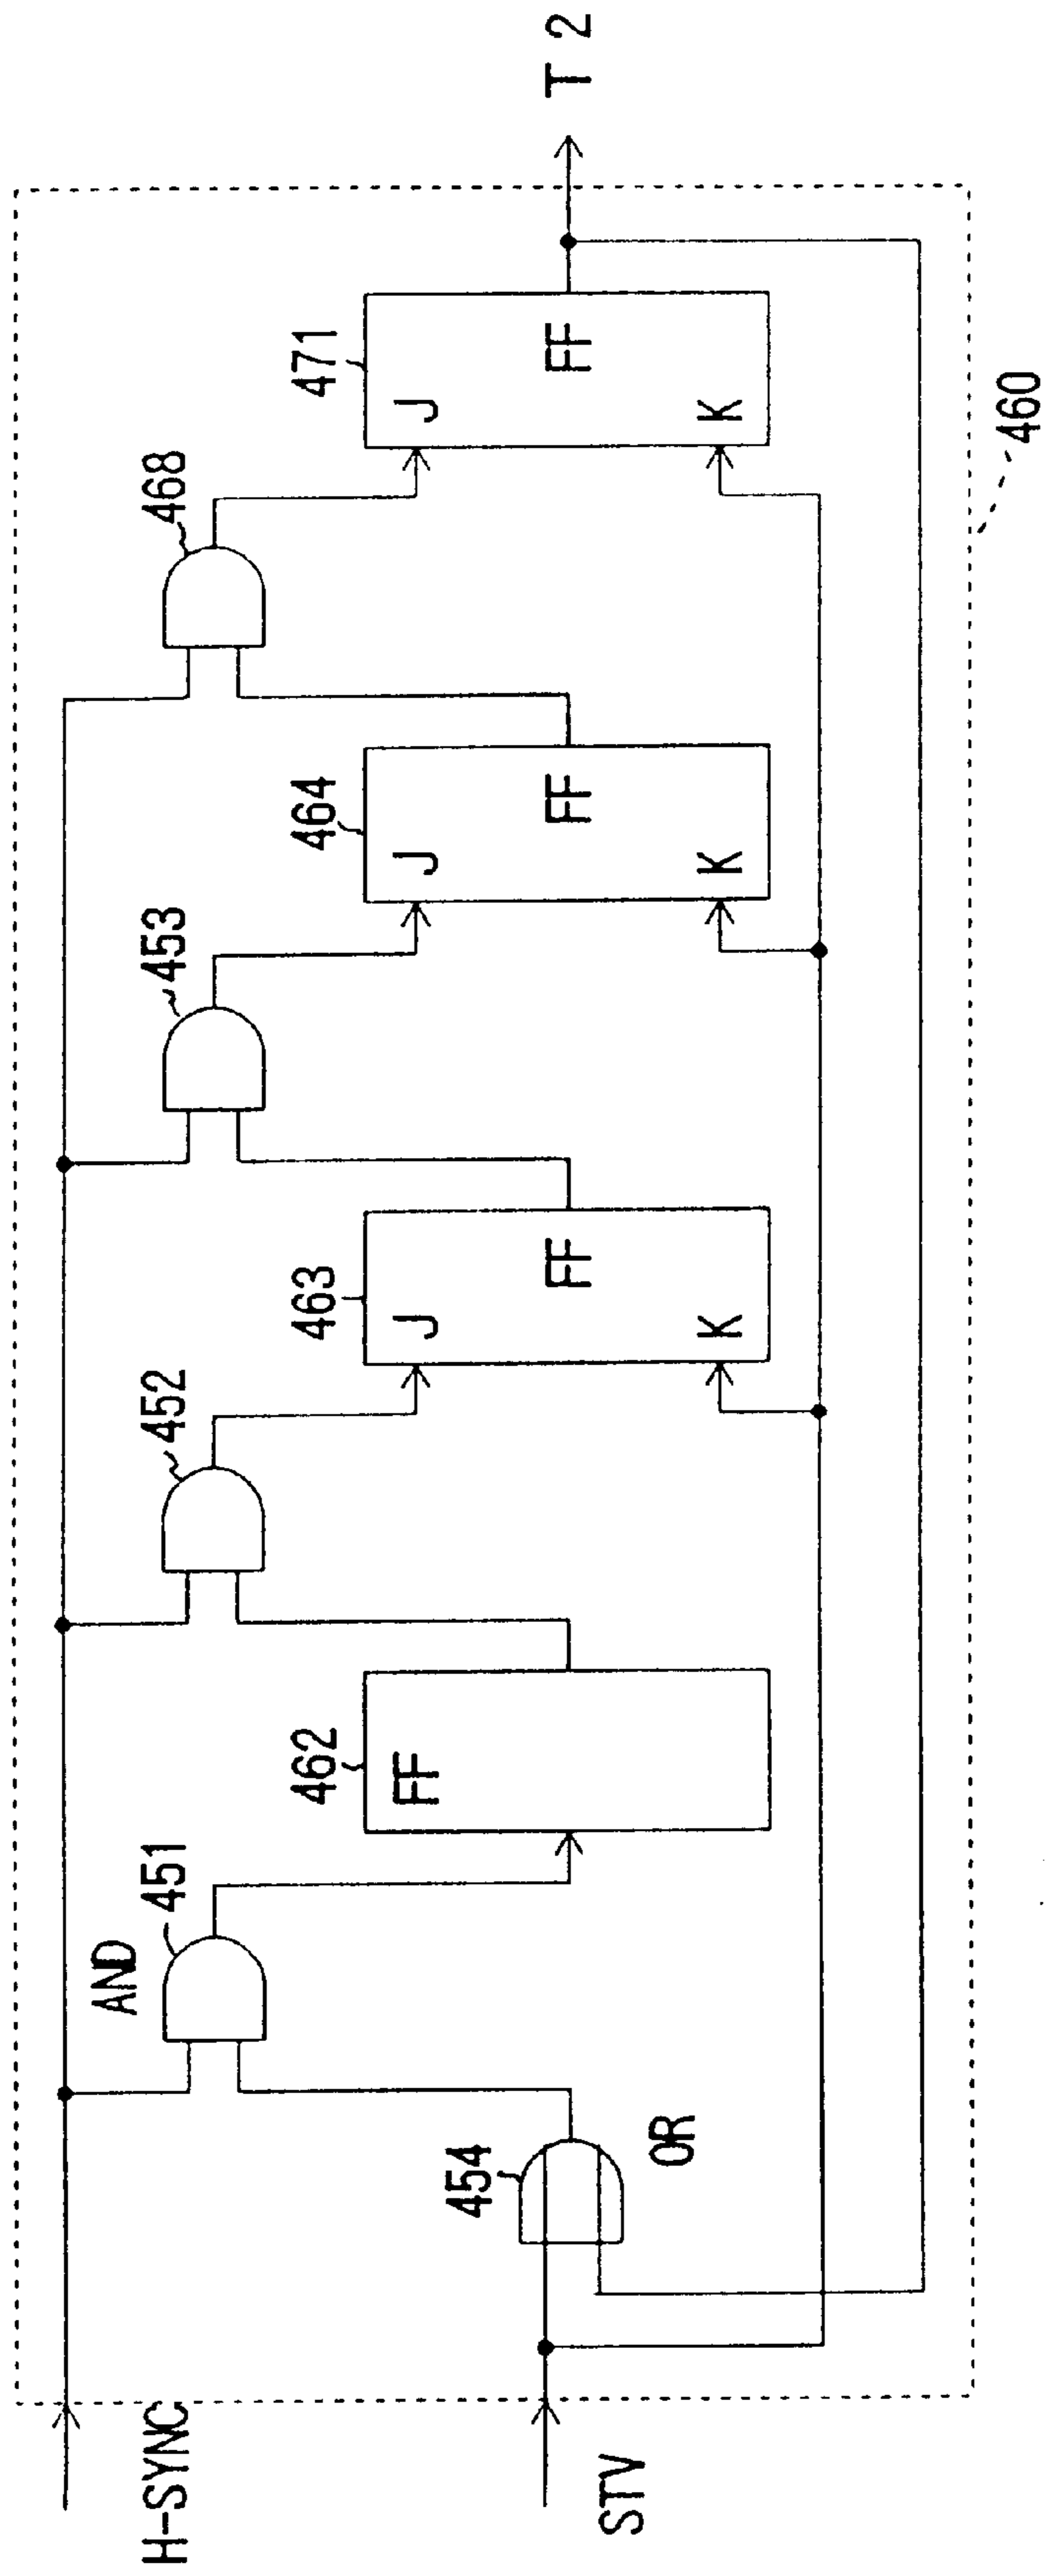 H-SYNC
STV
454
OR
AND
451
462
FF
452
463
J
FF
K
453
464
J
FF
K
468
471
J
FF
K
T 2
460